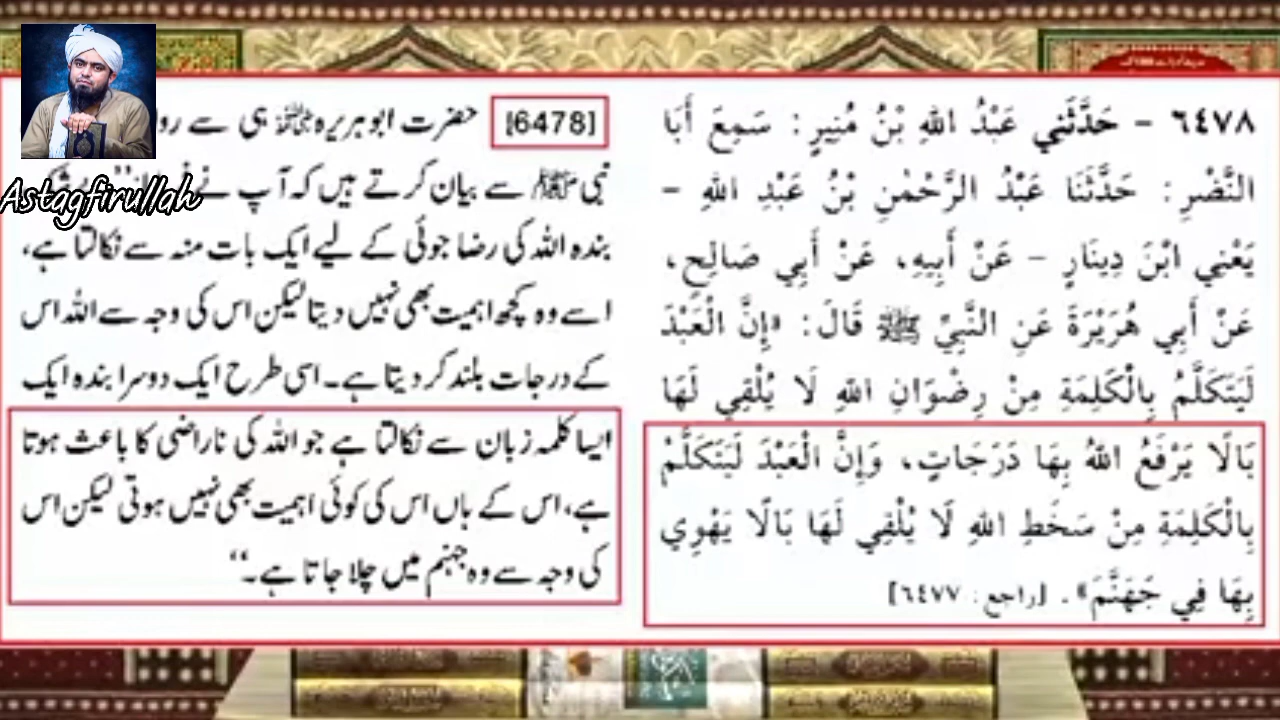 ٦٤٧٨ - حَدَّثَنِي عَبْدُ اللهِ بْنُ مُنِيرٍ: سَمِعَ أَبَا
النَّضْرِ: حَدَّثَنَا عَبْدُ الرَّحْمٰنِ بْنُ عَبْدِ اللهِ -
يَعْنِي ابْنَ دِينَارٍ - عَنْ أَبِيهِ، عَنْ أَبِي صَالِحٍ،
عَنْ أَبِي هُرَيْرَةَ عَنِ النَّبِيِّ ﷺ قَالَ: «إِنَّ الْعَبْدَ
لَيَتَكَلَّمُ بِالْكَلِمَةِ مِنْ رِضْوَانِ اللهِ لَا يُلْقِي لَهَا
بَالًا يَرْفَعُ اللهُ بِهَا دَرَجَاتٍ، وَإِنَّ الْعَبْدَ لَيَتَكَلَّمُ
بِالْكَلِمَةِ مِنْ سَخَطِ اللهِ لَا يُلْقِي لَهَا بَالًا يَهْوِي
بِهَا فِي جَهَنَّمَ». [راجع: ٦٤٧٧]
[6478] حضرت ابوہریرہ ؓ ہی سے
نبی ﷺ سے بیان کرتے ہیں کہ آپ نے
بندہ اللہ کی رضا جوئی کے لیے ایک بات منہ سے نکالتا ہے،
اسے وہ کچھ اہمیت بھی نہیں دیتا لیکن اس کی وجہ سے اللہ اس
کے درجات بلند کر دیتا ہے۔ اسی طرح ایک دوسرا بندہ ایک
ایسا کلمہ زبان سے نکالتا ہے جو اللہ کی ناراضی کا باعث ہوتا
ہے، اس کے ہاں اس کی کوئی اہمیت بھی نہیں ہوتی لیکن اس
کی وجہ سے وہ جہنم میں چلا جاتا ہے۔‘‘
Astagfirullah